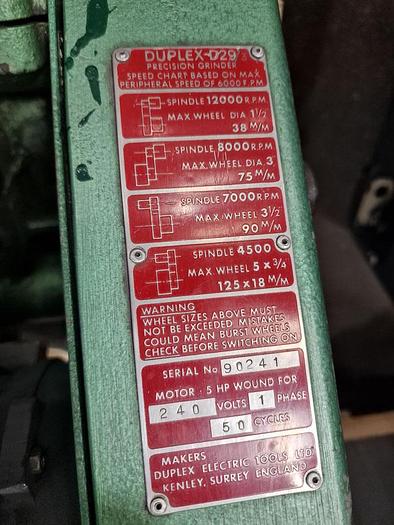 DUPLEX-D29
PRECISION GRINDER
SPEED CHART BASED ON MAX.
PERIPHERAL SPEED OF 6000 F.P.M.
SPINDLE 12000 R.P.M
MAX. WHEEL DIA 1½
38 M/M
SPINDLE 8000 R.P.M
MAX. WHEEL DIA. 3
75 M/M
SPINDLE 7000 R.P.M
MAX. WHEEL 3½
90 M/M
SPINDLE 4500
MAX. WHEEL 5 x ¾
125 x 18 M/M
WARNING
WHEEL SIZES ABOVE MUST
NOT BE EXCEEDED MISTAKES
COULD MEAN BURST WHEELS
CHECK BEFORE SWITCHING ON
SERIAL No 90241
MOTOR · 5 HP WOUND FOR
240 VOLTS 1 PHASE
50 CYCLES
MAKERS
DUPLEX ELECTRIC TOOLS LTD
KENLEY, SURREY ENGLAND